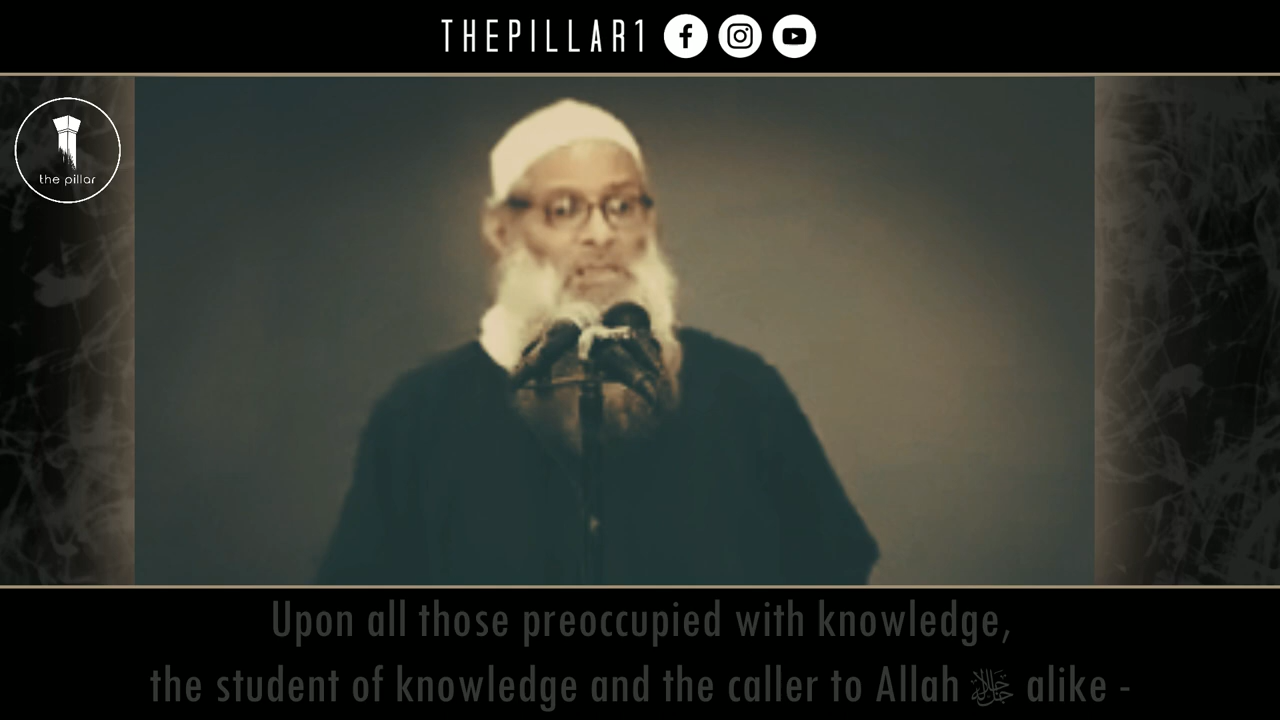 THEPILLAR1
the pillar
Upon all those preoccupied with knowledge,
the student of knowledge and the caller to Allah ﷻ alike -